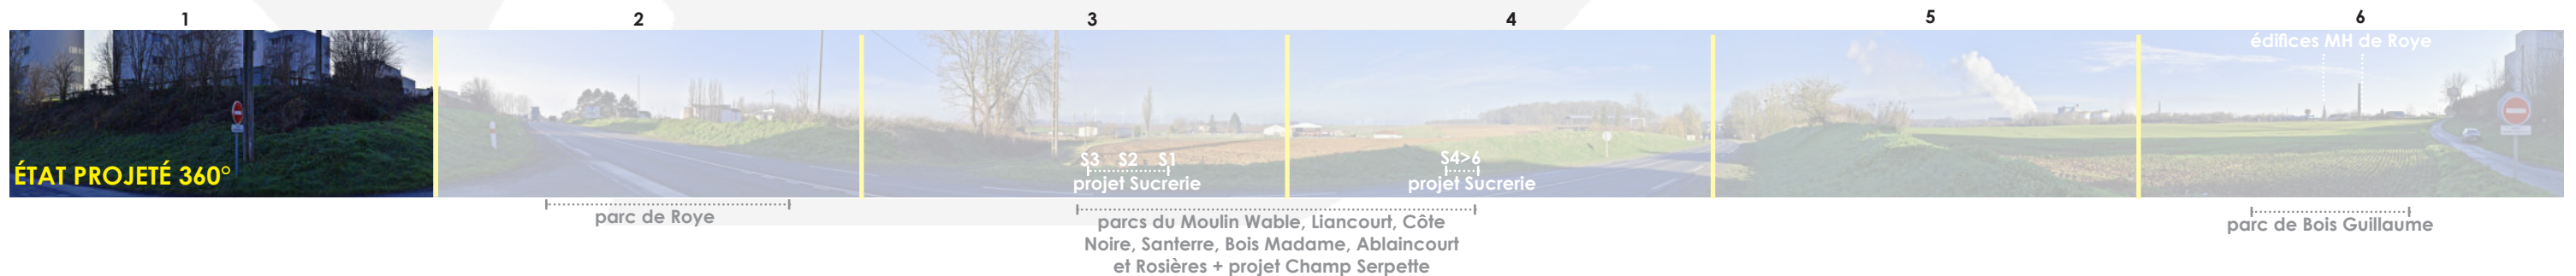 1 2 3 4 5 6
édifices MH de Roye
S3 S2 S1
projet Sucrerie
S4>6
projet Sucrerie
ÉTAT PROJETÉ 360°
parc de Roye
parcs du Moulin Wable, Liancourt, Côte
Noire, Santerre, Bois Madame, Ablaincourt
et Rosières + projet Champ Serpette
parc de Bois Guillaume